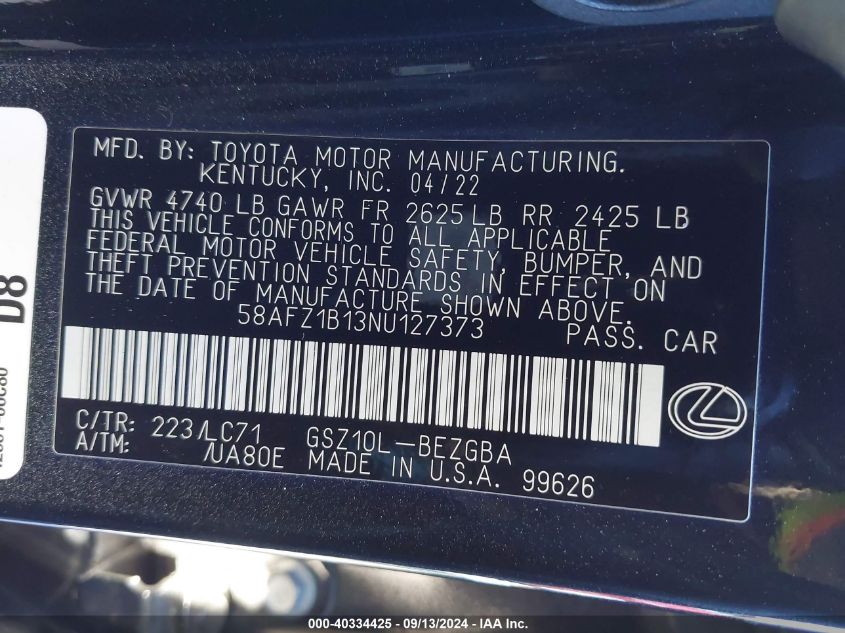 MFD. BY: TOYOTA MOTOR MANUFACTURING.
KENTUCKY, INC. 04/22
GVWR 4740 LB GAWR FR 2625 LB RR 2425 LB
THIS VEHICLE CONFORMS TO ALL APPLICABLE
FEDERAL MOTOR VEHICLE SAFETY, BUMPER, AND
THEFT PREVENTION STANDARDS IN EFFECT ON
THE DATE OF MANUFACTURE SHOWN ABOVE.
58AFZ1B13NU127373 PASS. CAR
C/TR: 223/LC71 GSZ10L-BEZGBA
A/TM: /UA80E MADE IN U.S.A. 99626
D8
000-40334425 - 09/13/2024 - IAA Inc.